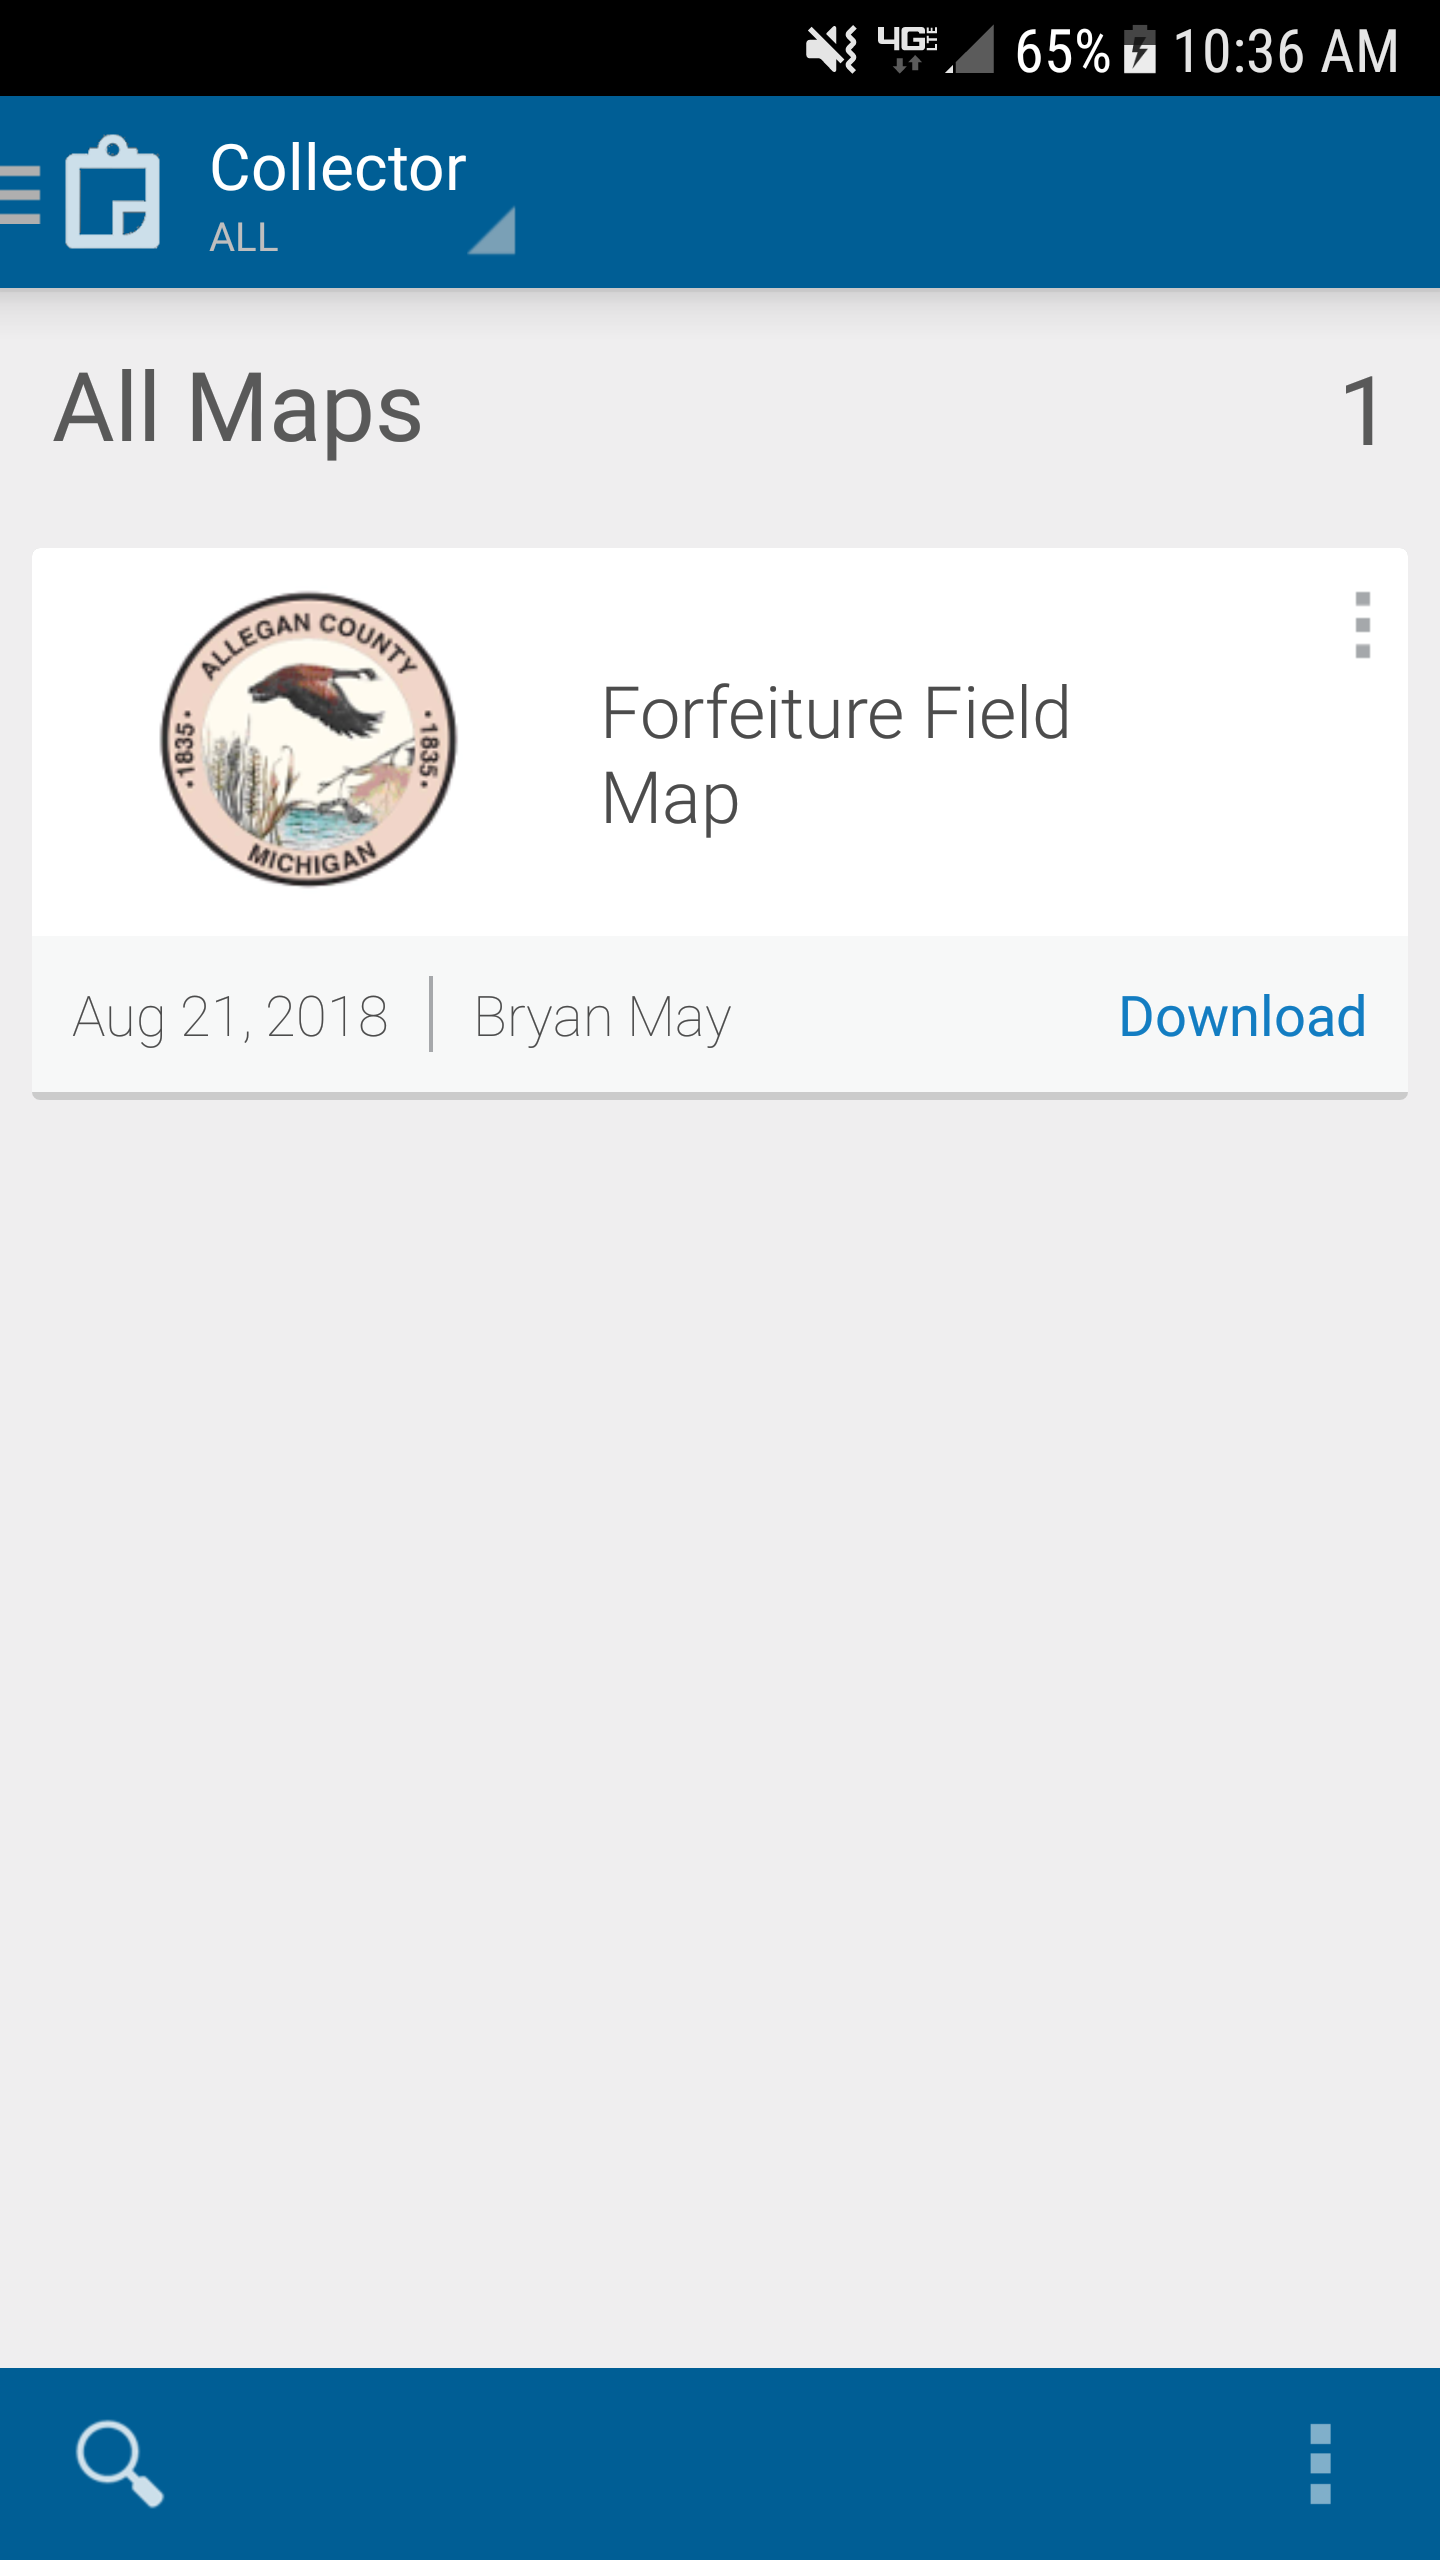 4G LTE 65% 10:36 AM
Collector
ALL
All Maps 1
ALLEGAN COUNTY
•1835• •1835•
MICHIGAN
Forfeiture Field
Map
Aug 21, 2018 Bryan May Download